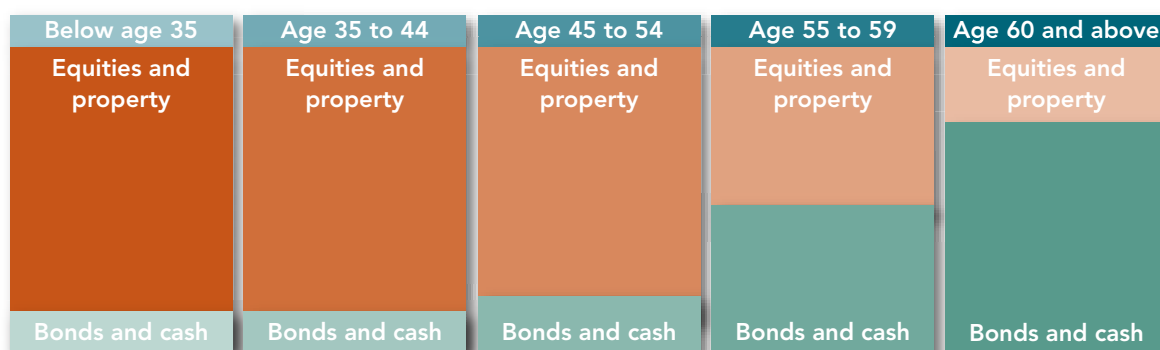 Below age 35
Equities and
property
Bonds and cash
Age 35 to 44
Equities and
property
Bonds and cash
Age 45 to 54
Equities and
property
Bonds and cash
Age 55 to 59
Equities and
property
Bonds and cash
Age 60 and above
Equities and
property
Bonds and cash